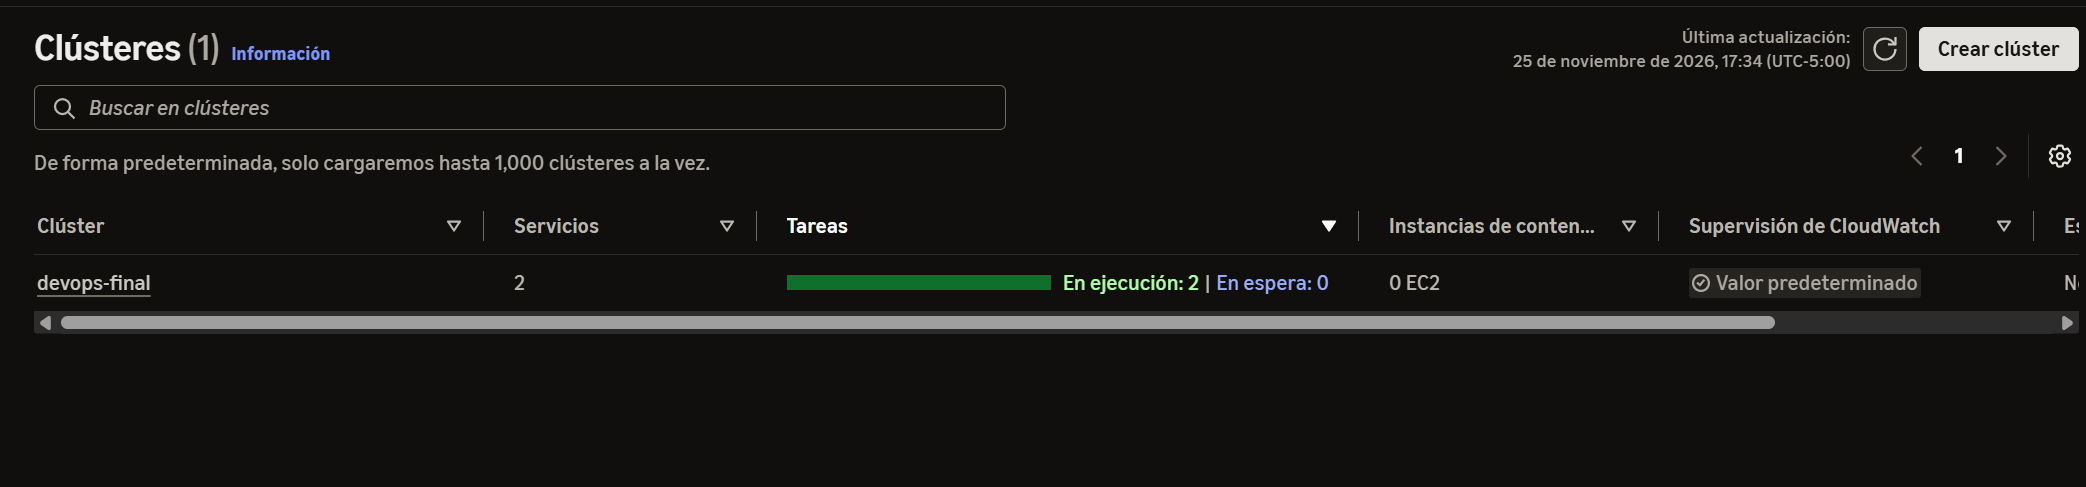 Clústeres (1) Información
Última actualización:
25 de noviembre de 2026, 17:34 (UTC-5:00)
Crear clúster
Buscar en clústeres
De forma predeterminada, solo cargaremos hasta 1,000 clústeres a la vez.
1
Clúster Servicios Tareas Instancias de conten... Supervisión de CloudWatch
devops-final 2 En ejecución: 2 | En espera: 0 0 EC2 Valor predeterminado